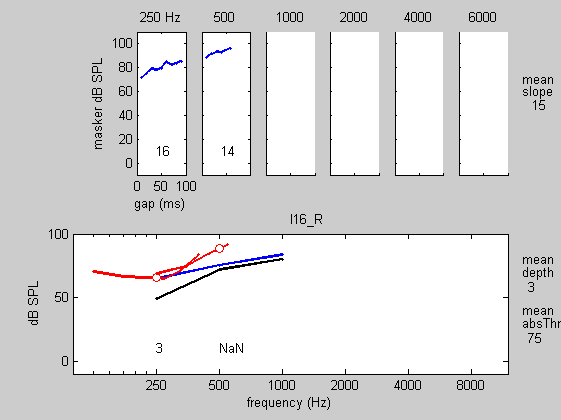 250 Hz 500 1000 2000 4000 6000
100
80
60
40
20
0
masker dB SPL
16 14
0 50 100
gap (ms)
mean
slope
15
I16_R
100
50
0
dB SPL
3 NaN
250 500 1000 2000 4000 8000
frequency (Hz)
mean
depth
3
mean
absThr
75